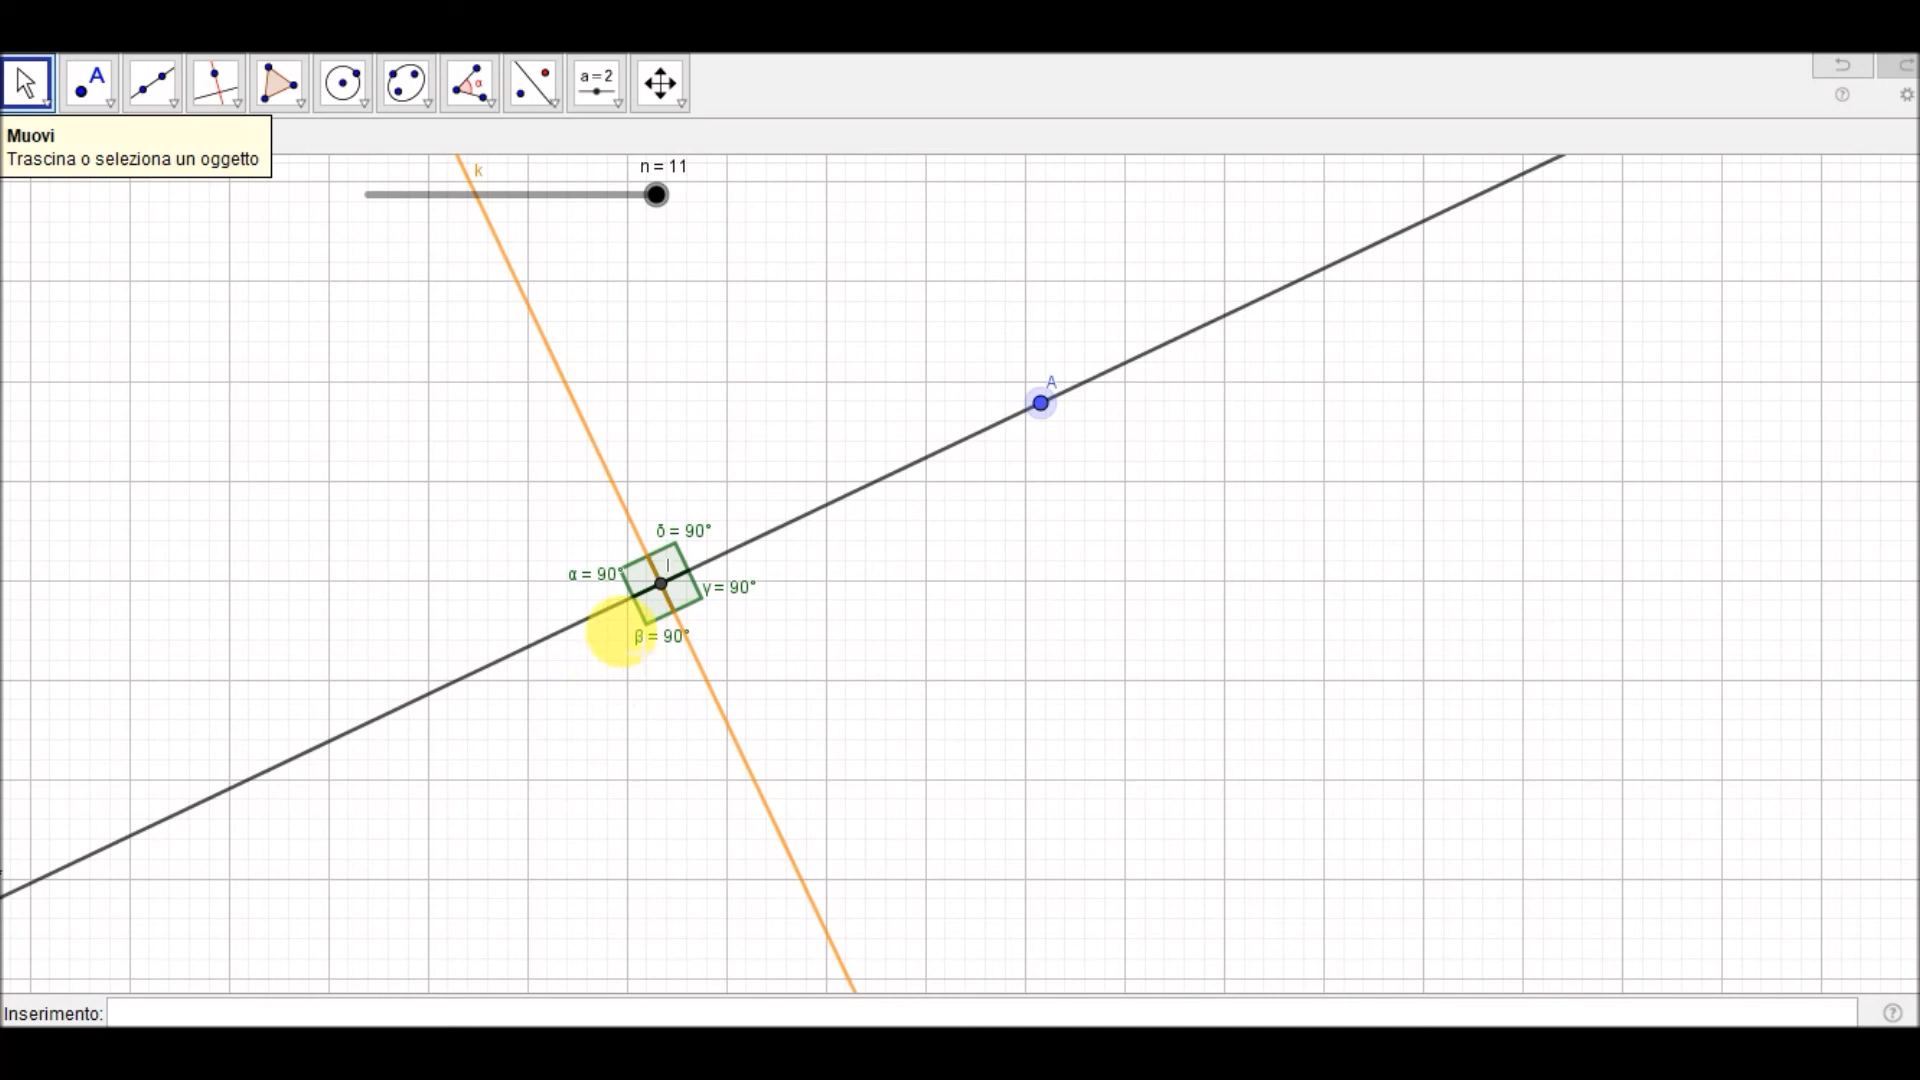 A
α
a=2
Muovi
Trascina o seleziona un oggetto
k
n = 11
A
δ = 90°
I
α = 90°
γ = 90°
β = 90°
Inserimento: